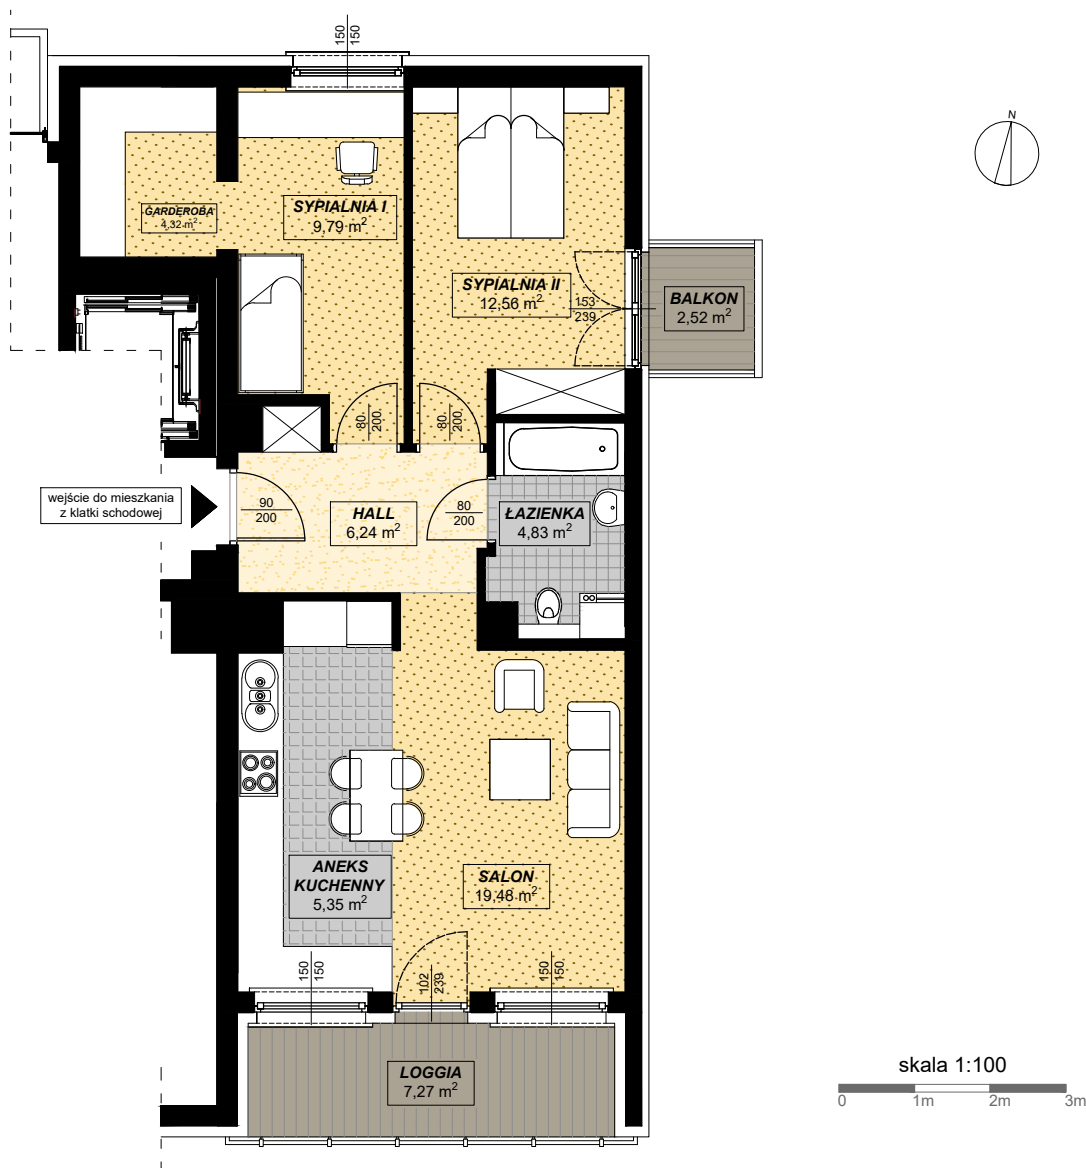 150
150
N
GARDEROBA
4,32 m²
SYPIALNIA I
9,79 m²
SYPIALNIA II
12,56 m²
153
239
BALKON
2,52 m²
80
200
80
200
wejście do mieszkania
z klatki schodowej
90
200
HALL
6,24 m²
80
200
ŁAZIENKA
4,83 m²
ANEKS
KUCHENNY
5,35 m²
SALON
19,48 m²
150
150
102
239
150
150
LOGGIA
7,27 m²
skala 1:100
0 1m 2m 3m